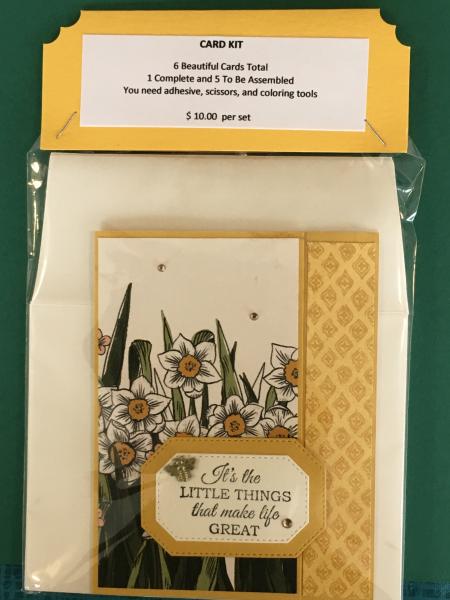 CARD KIT
6 Beautiful Cards Total
1 Complete and 5 To Be Assembled
You need adhesive, scissors, and coloring tools
$ 10.00 per set
It's the
LITTLE THINGS
that make life
GREAT